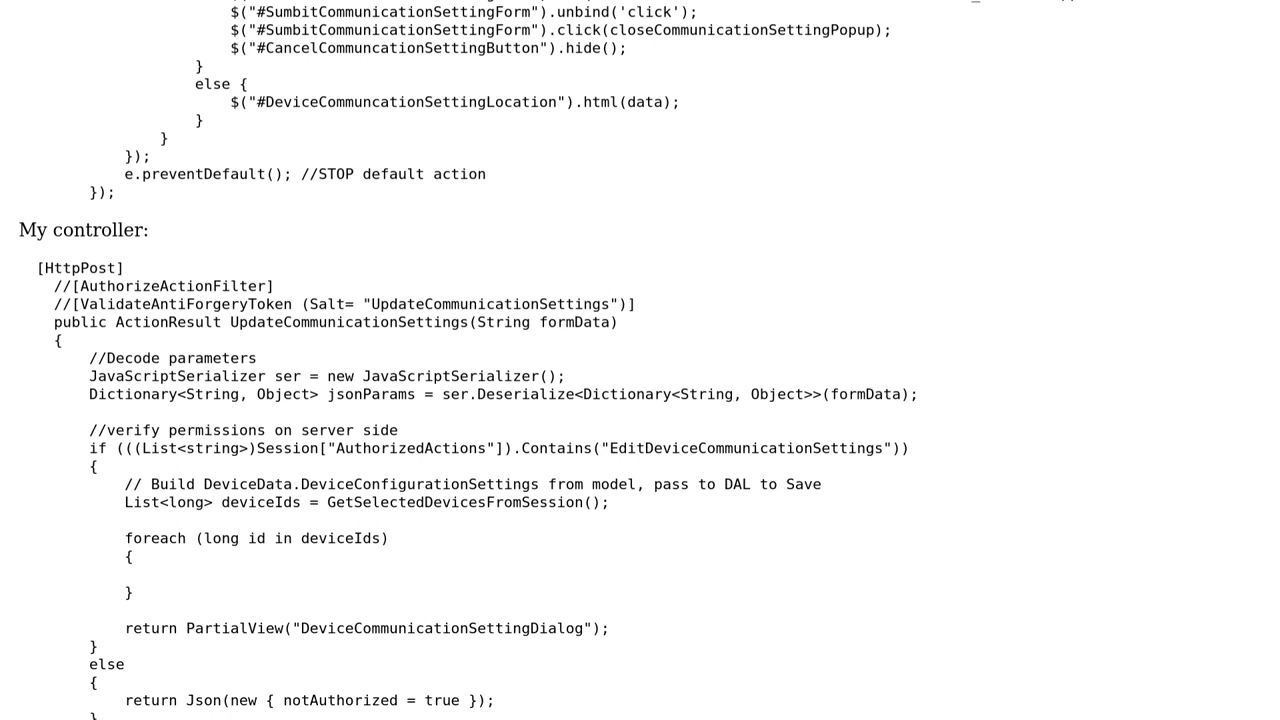 $("#SumbitCommunicationSettingForm").unbind('click');
$("#SumbitCommunicationSettingForm").click(closeCommunicationSettingPopup);
$("#CancelCommuncationSettingButton").hide();
}
else {
$("#DeviceCommuncationSettingLocation").html(data);
}
}
});
e.preventDefault(); //STOP default action
});
My controller:
[HttpPost]
//[AuthorizeActionFilter]
//[ValidateAntiForgeryToken (Salt= "UpdateCommunicationSettings")]
public ActionResult UpdateCommunicationSettings(String formData)
{
//Decode parameters
JavaScriptSerializer ser = new JavaScriptSerializer();
Dictionary<String, Object> jsonParams = ser.Deserialize<Dictionary<String, Object>>(formData);
//verify permissions on server side
if (((List<string>)Session["AuthorizedActions"]).Contains("EditDeviceCommunicationSettings"))
{
// Build DeviceData.DeviceConfigurationSettings from model, pass to DAL to Save
List<long> deviceIds = GetSelectedDevicesFromSession();
foreach (long id in deviceIds)
{
}
return PartialView("DeviceCommunicationSettingDialog");
}
else
{
return Json(new { notAuthorized = true });
}